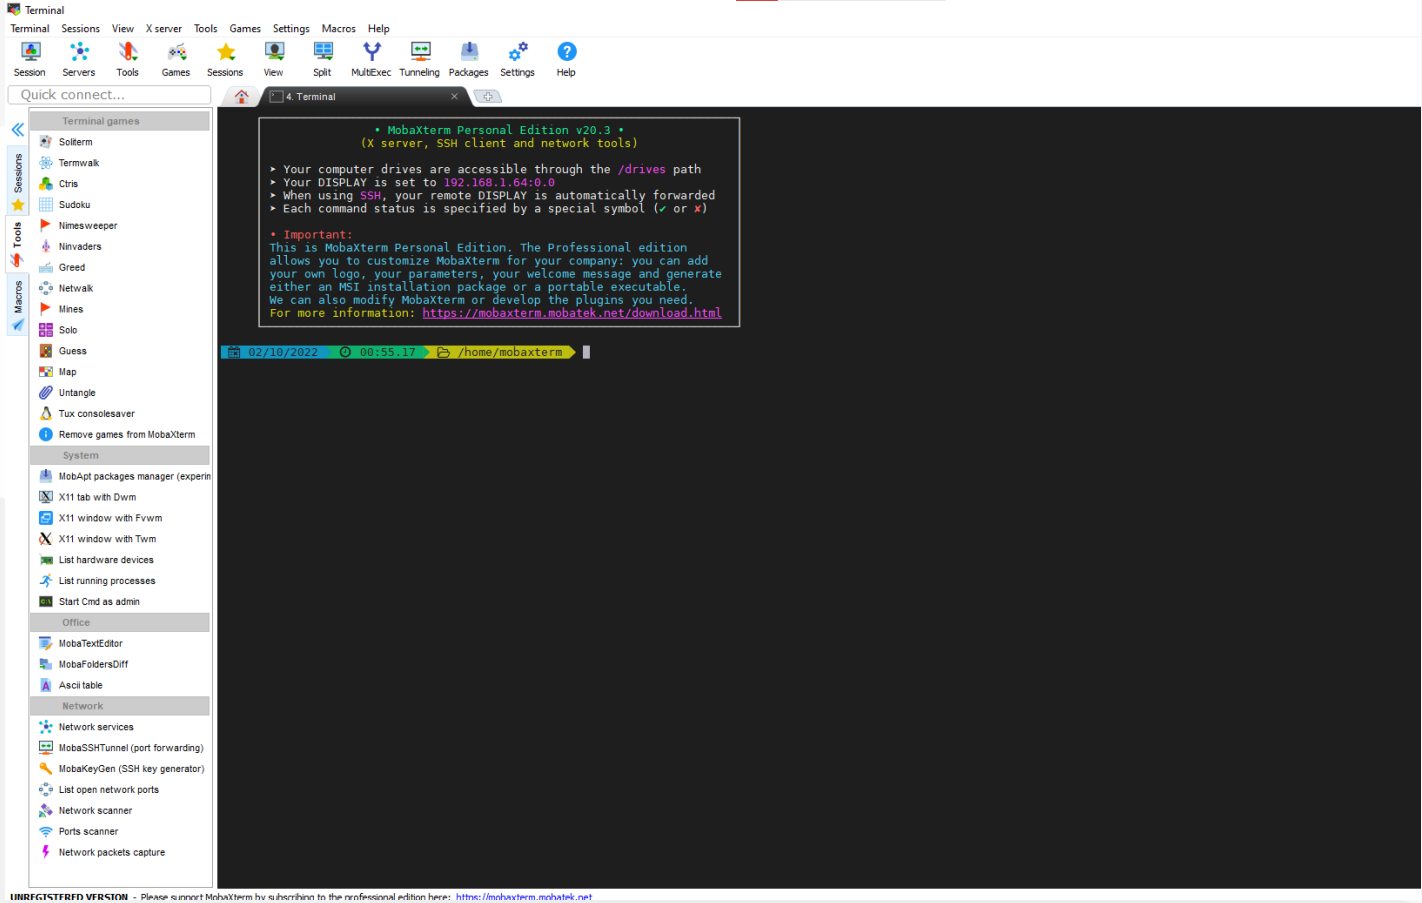 Terminal
Terminal Sessions View X server Tools Games Settings Macros Help
Session Servers Tools Games Sessions View Split MultiExec Tunneling Packages Settings Help
Quick connect...
4. Terminal
Sessions
Tools
Macros
Terminal games
Soliterm
Termwalk
Ctris
Sudoku
Nimesweeper
Ninvaders
Greed
Netwalk
Mines
Solo
Guess
Map
Untangle
Tux consolesaver
Remove games from MobaXterm
System
MobApt packages manager (experin
X11 tab with Dwm
X11 window with Fvwm
X11 window with Twm
List hardware devices
List running processes
Start Cmd as admin
Office
MobaTextEditor
MobaFoldersDiff
Ascii table
Network
Network services
MobaSSHTunnel (port forwarding)
MobaKeyGen (SSH key generator)
List open network ports
Network scanner
Ports scanner
Network packets capture
• MobaXterm Personal Edition v20.3 •
(X server, SSH client and network tools)
➤ Your computer drives are accessible through the /drives path
➤ Your DISPLAY is set to 192.168.1.64:0.0
➤ When using SSH, your remote DISPLAY is automatically forwarded
➤ Each command status is specified by a special symbol (✔ or ✘)
• Important:
This is MobaXterm Personal Edition. The Professional edition
allows you to customize MobaXterm for your company: you can add
your own logo, your parameters, your welcome message and generate
either an MSI installation package or a portable executable.
We can also modify MobaXterm or develop the plugins you need.
For more information: https://mobaxterm.mobatek.net/download.html
02/10/2022 00:55.17 /home/mobaxterm
UNREGISTERED VERSION - Please support MobaXterm by subscribing to the professional edition here: https://mobaxterm.mobatek.net